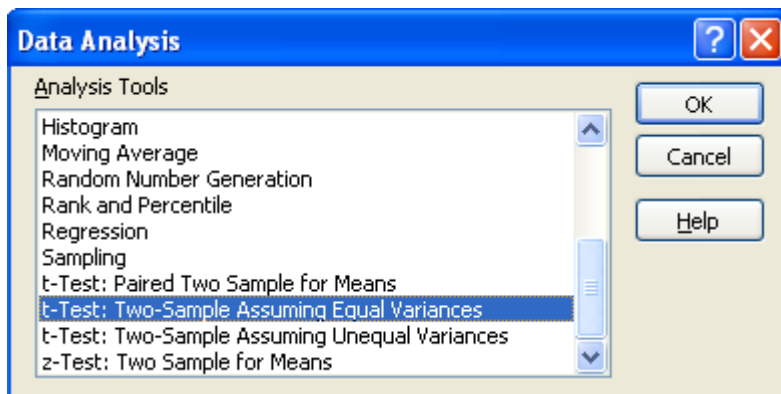 Data Analysis
Analysis Tools
Histogram
Moving Average
Random Number Generation
Rank and Percentile
Regression
Sampling
t-Test: Paired Two Sample for Means
t-Test: Two-Sample Assuming Equal Variances
t-Test: Two-Sample Assuming Unequal Variances
z-Test: Two Sample for Means
OK
Cancel
Help